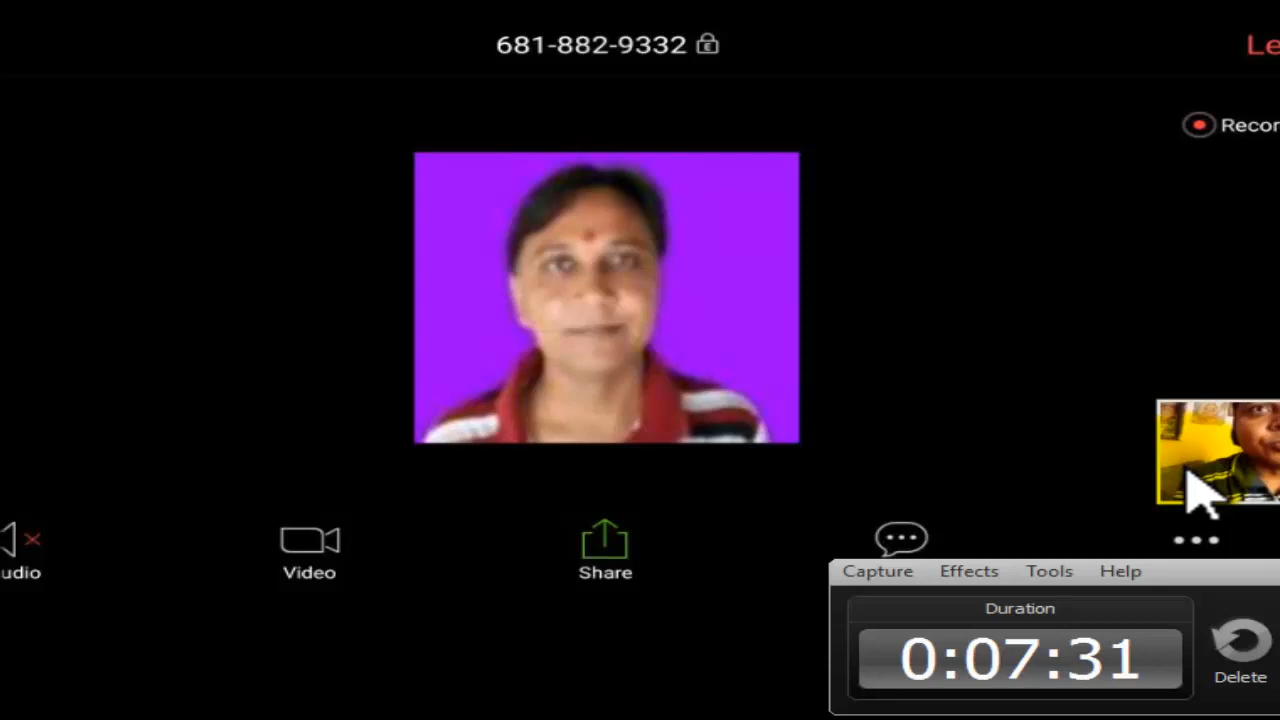 681-882-9332
Le
Recor
udio
Video
Share
Capture Effects Tools Help
Duration
0:07:31
Delete